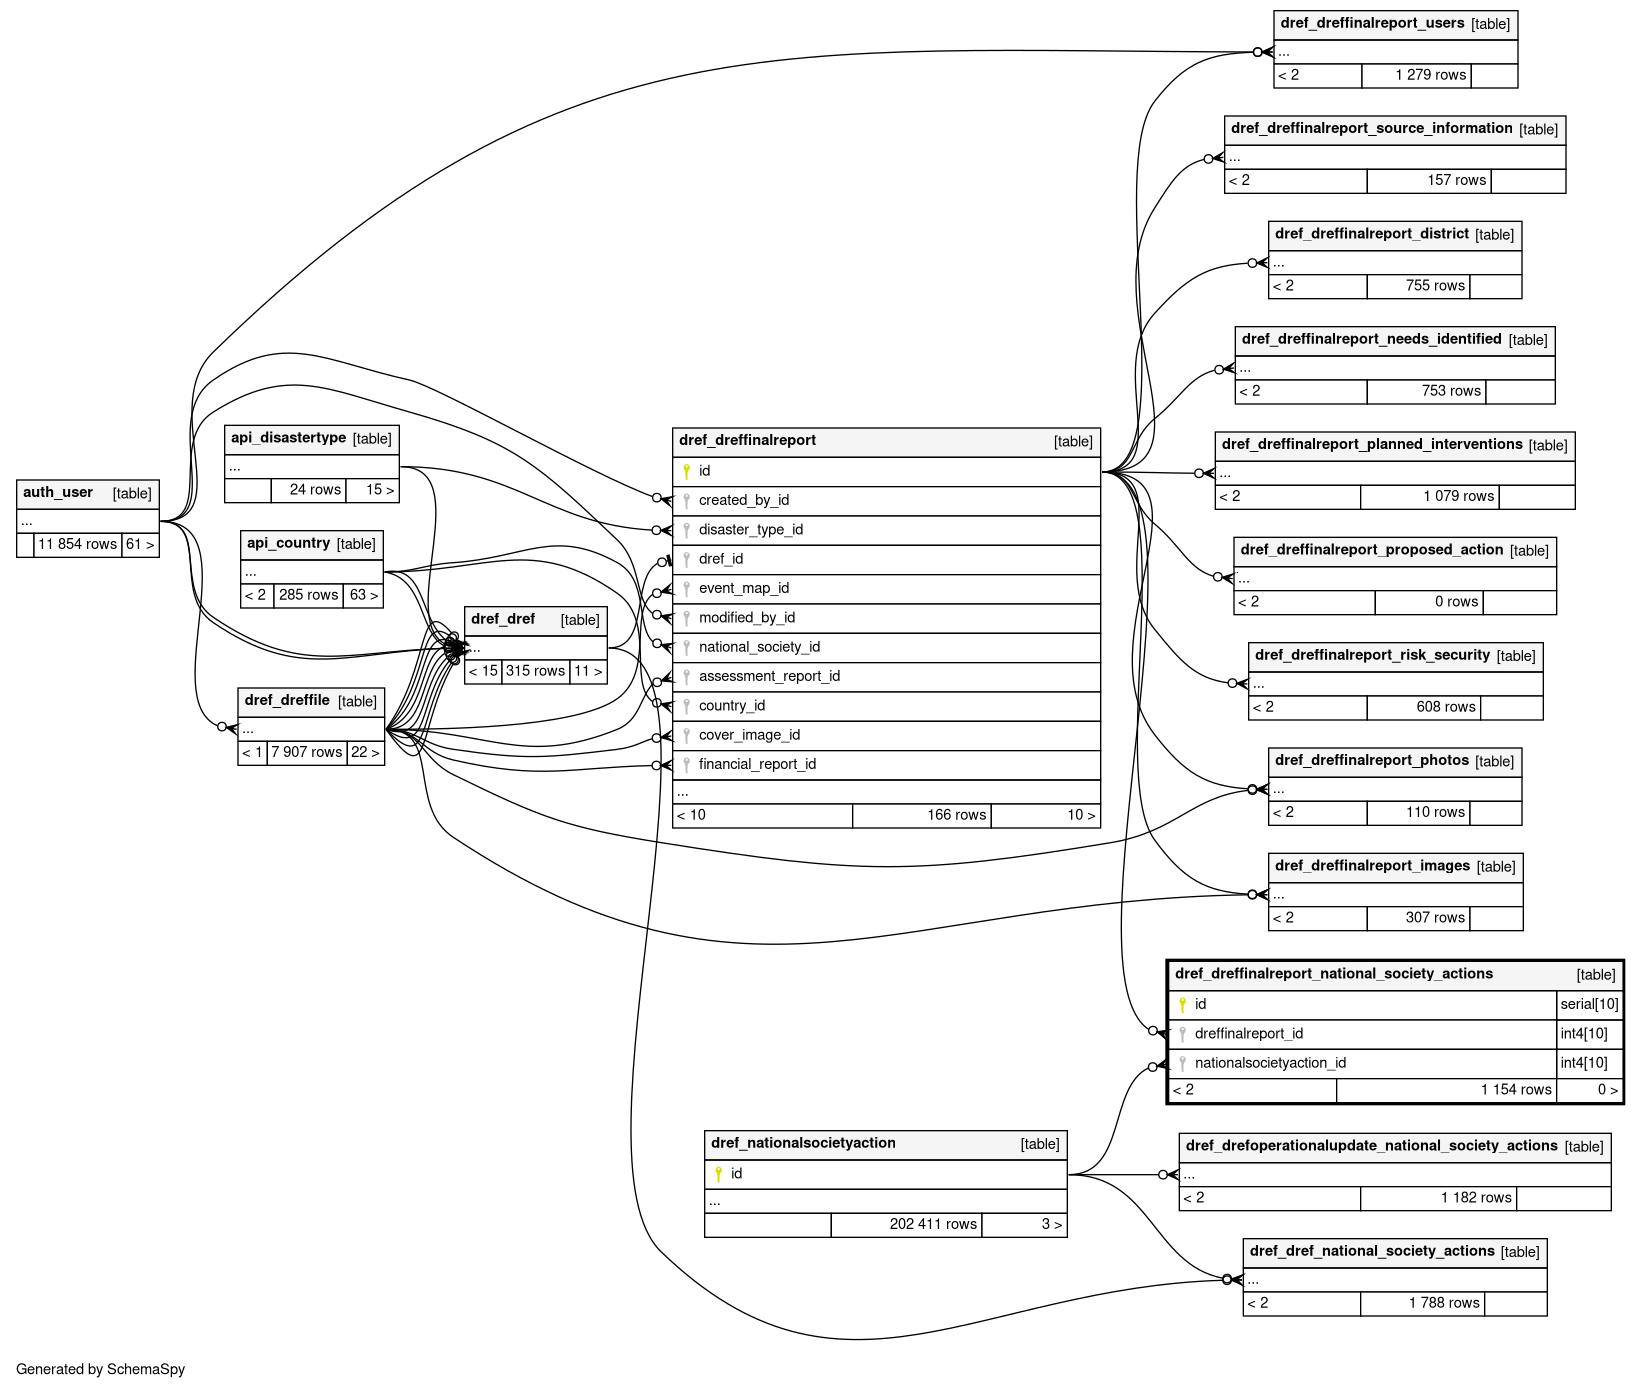 dref_dreffinalreport_users [table]
...
< 2 1 279 rows
dref_dreffinalreport_source_information [table]
...
< 2 157 rows
dref_dreffinalreport_district [table]
...
< 2 755 rows
dref_dreffinalreport_needs_identified [table]
...
< 2 753 rows
dref_dreffinalreport_planned_interventions [table]
...
< 2 1 079 rows
dref_dreffinalreport_proposed_action [table]
...
< 2 0 rows
dref_dreffinalreport_risk_security [table]
...
< 2 608 rows
dref_dreffinalreport_photos [table]
...
< 2 110 rows
dref_dreffinalreport_images [table]
...
< 2 307 rows
auth_user [table]
...
11 854 rows 61 >
api_disastertype [table]
...
24 rows 15 >
api_country [table]
...
< 2 285 rows 63 >
dref_dref [table]
...
< 15 315 rows 11 >
dref_dreffile [table]
...
< 1 7 907 rows 22 >
dref_dreffinalreport [table]
id
created_by_id
disaster_type_id
dref_id
event_map_id
modified_by_id
national_society_id
assessment_report_id
country_id
cover_image_id
financial_report_id
...
< 10 166 rows 10 >
dref_dreffinalreport_national_society_actions [table]
id serial[10]
dreffinalreport_id int4[10]
nationalsocietyaction_id int4[10]
< 2 1 154 rows 0 >
dref_nationalsocietyaction [table]
id
...
202 411 rows 3 >
dref_drefoperationalupdate_national_society_actions [table]
...
< 2 1 182 rows
dref_dref_national_society_actions [table]
...
< 2 1 788 rows
Generated by SchemaSpy